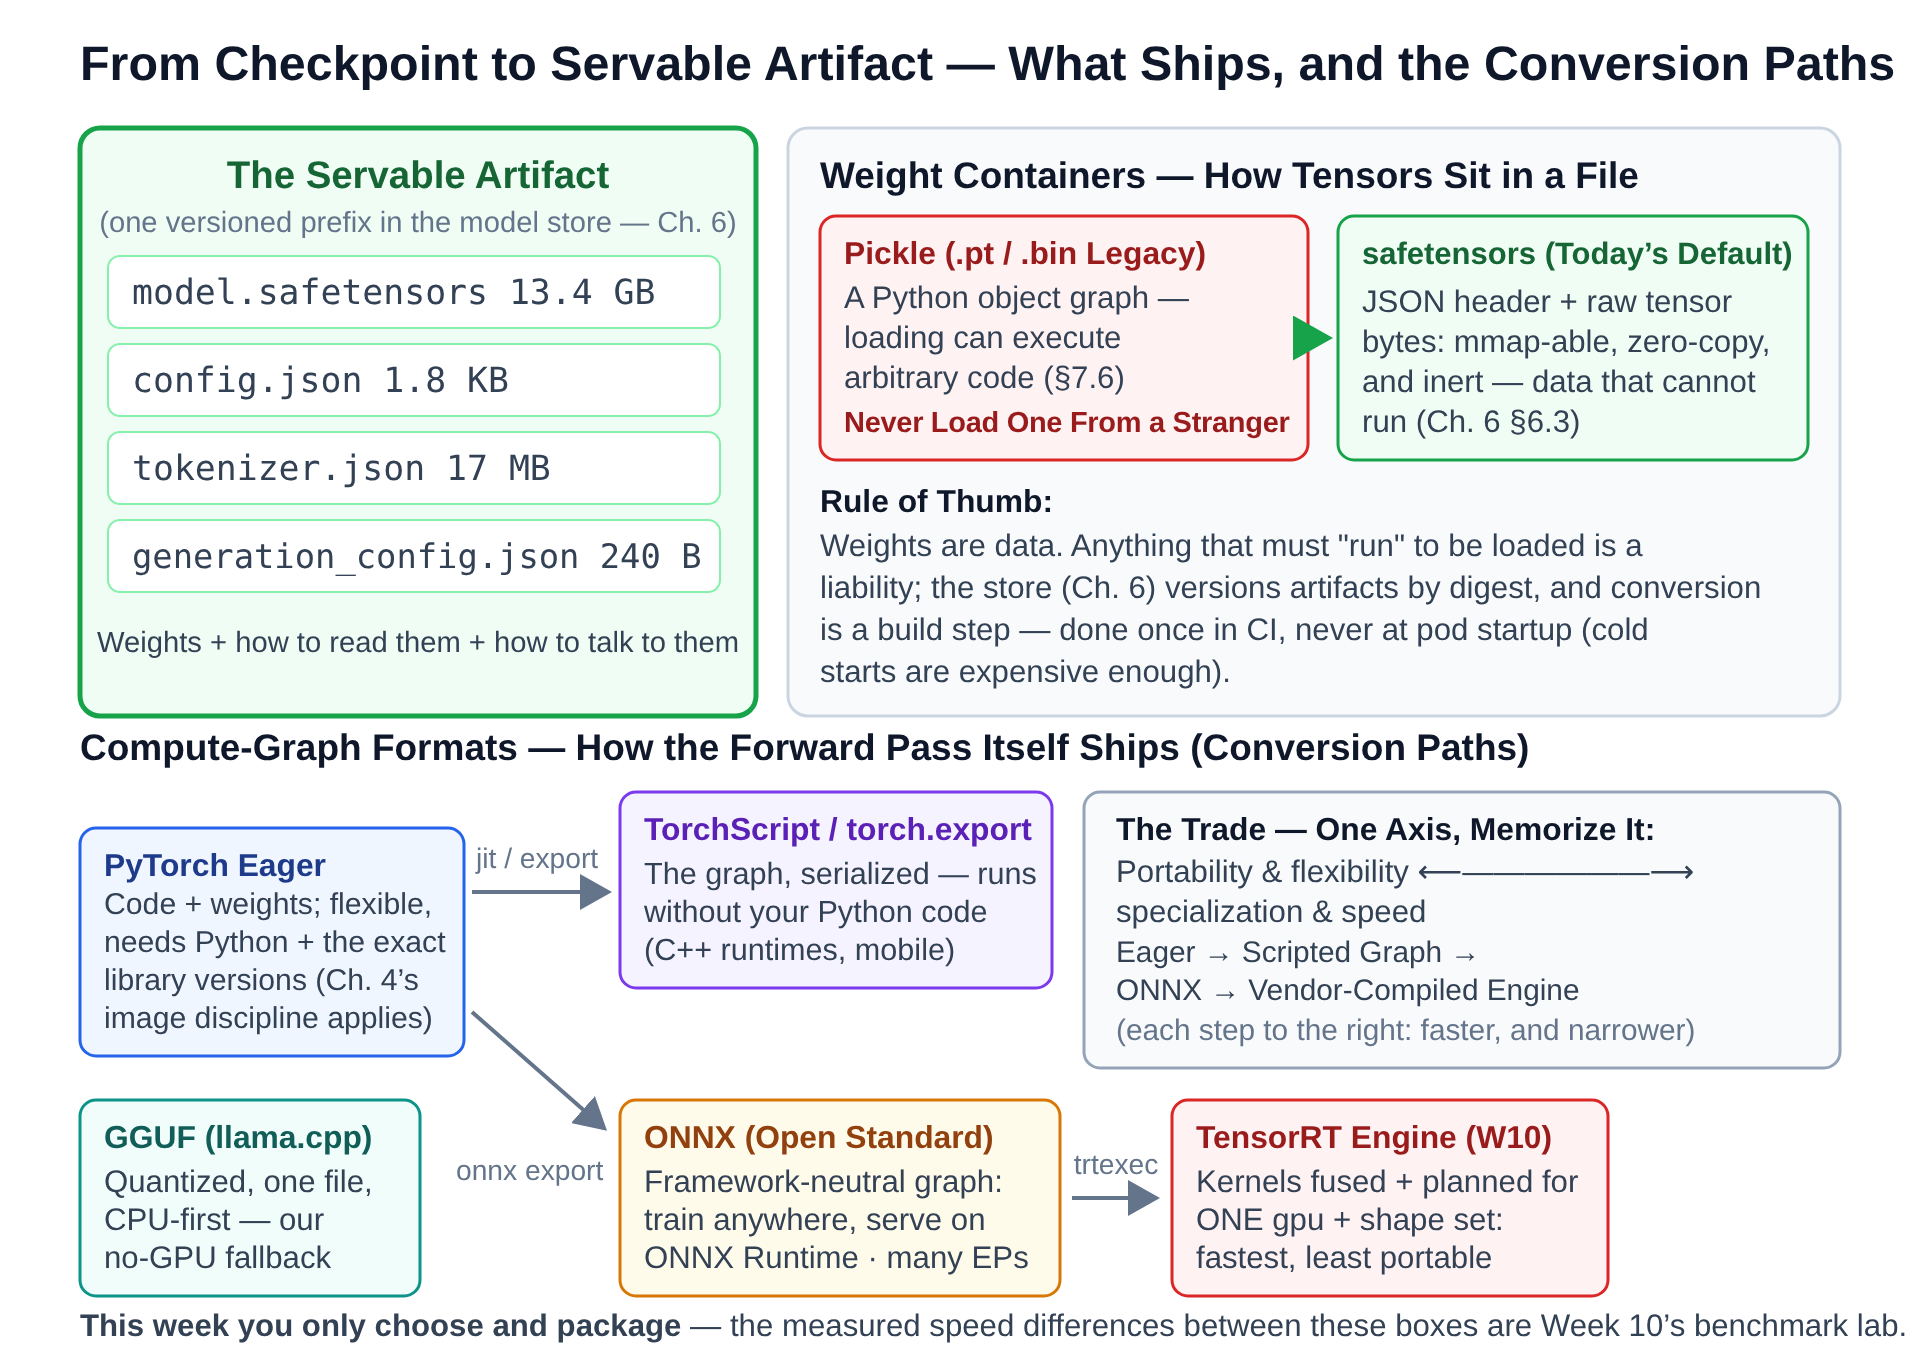 From Checkpoint to Servable Artifact — What Ships, and the Conversion Paths
The Servable Artifact
(one versioned prefix in the model store — Ch. 6)
model.safetensors 13.4 GB
config.json 1.8 KB
tokenizer.json 17 MB
generation_config.json 240 B
Weights + how to read them + how to talk to them
Weight Containers — How Tensors Sit in a File
Pickle (.pt / .bin Legacy)
A Python object graph —
loading can execute
arbitrary code (§7.6)
Never Load One From a Stranger
safetensors (Today’s Default)
JSON header + raw tensor
bytes: mmap-able, zero-copy,
and inert — data that cannot
run (Ch. 6 §6.3)
Rule of Thumb:
Weights are data. Anything that must "run" to be loaded is a
liability; the store (Ch. 6) versions artifacts by digest, and conversion
is a build step — done once in CI, never at pod startup (cold
starts are expensive enough).
Compute-Graph Formats — How the Forward Pass Itself Ships (Conversion Paths)
PyTorch Eager
Code + weights; flexible,
needs Python + the exact
library versions (Ch. 4’s
image discipline applies)
jit / export
TorchScript / torch.export
The graph, serialized — runs
without your Python code
(C++ runtimes, mobile)
The Trade — One Axis, Memorize It:
Portability & flexibility ⟵——————⟶
specialization & speed
Eager → Scripted Graph →
ONNX → Vendor-Compiled Engine
(each step to the right: faster, and narrower)
GGUF (llama.cpp)
Quantized, one file,
CPU-first — our
no-GPU fallback
onnx export
ONNX (Open Standard)
Framework-neutral graph:
train anywhere, serve on
ONNX Runtime · many EPs
trtexec
TensorRT Engine (W10)
Kernels fused + planned for
ONE gpu + shape set:
fastest, least portable
This week you only choose and package — the measured speed differences between these boxes are Week 10’s benchmark lab.